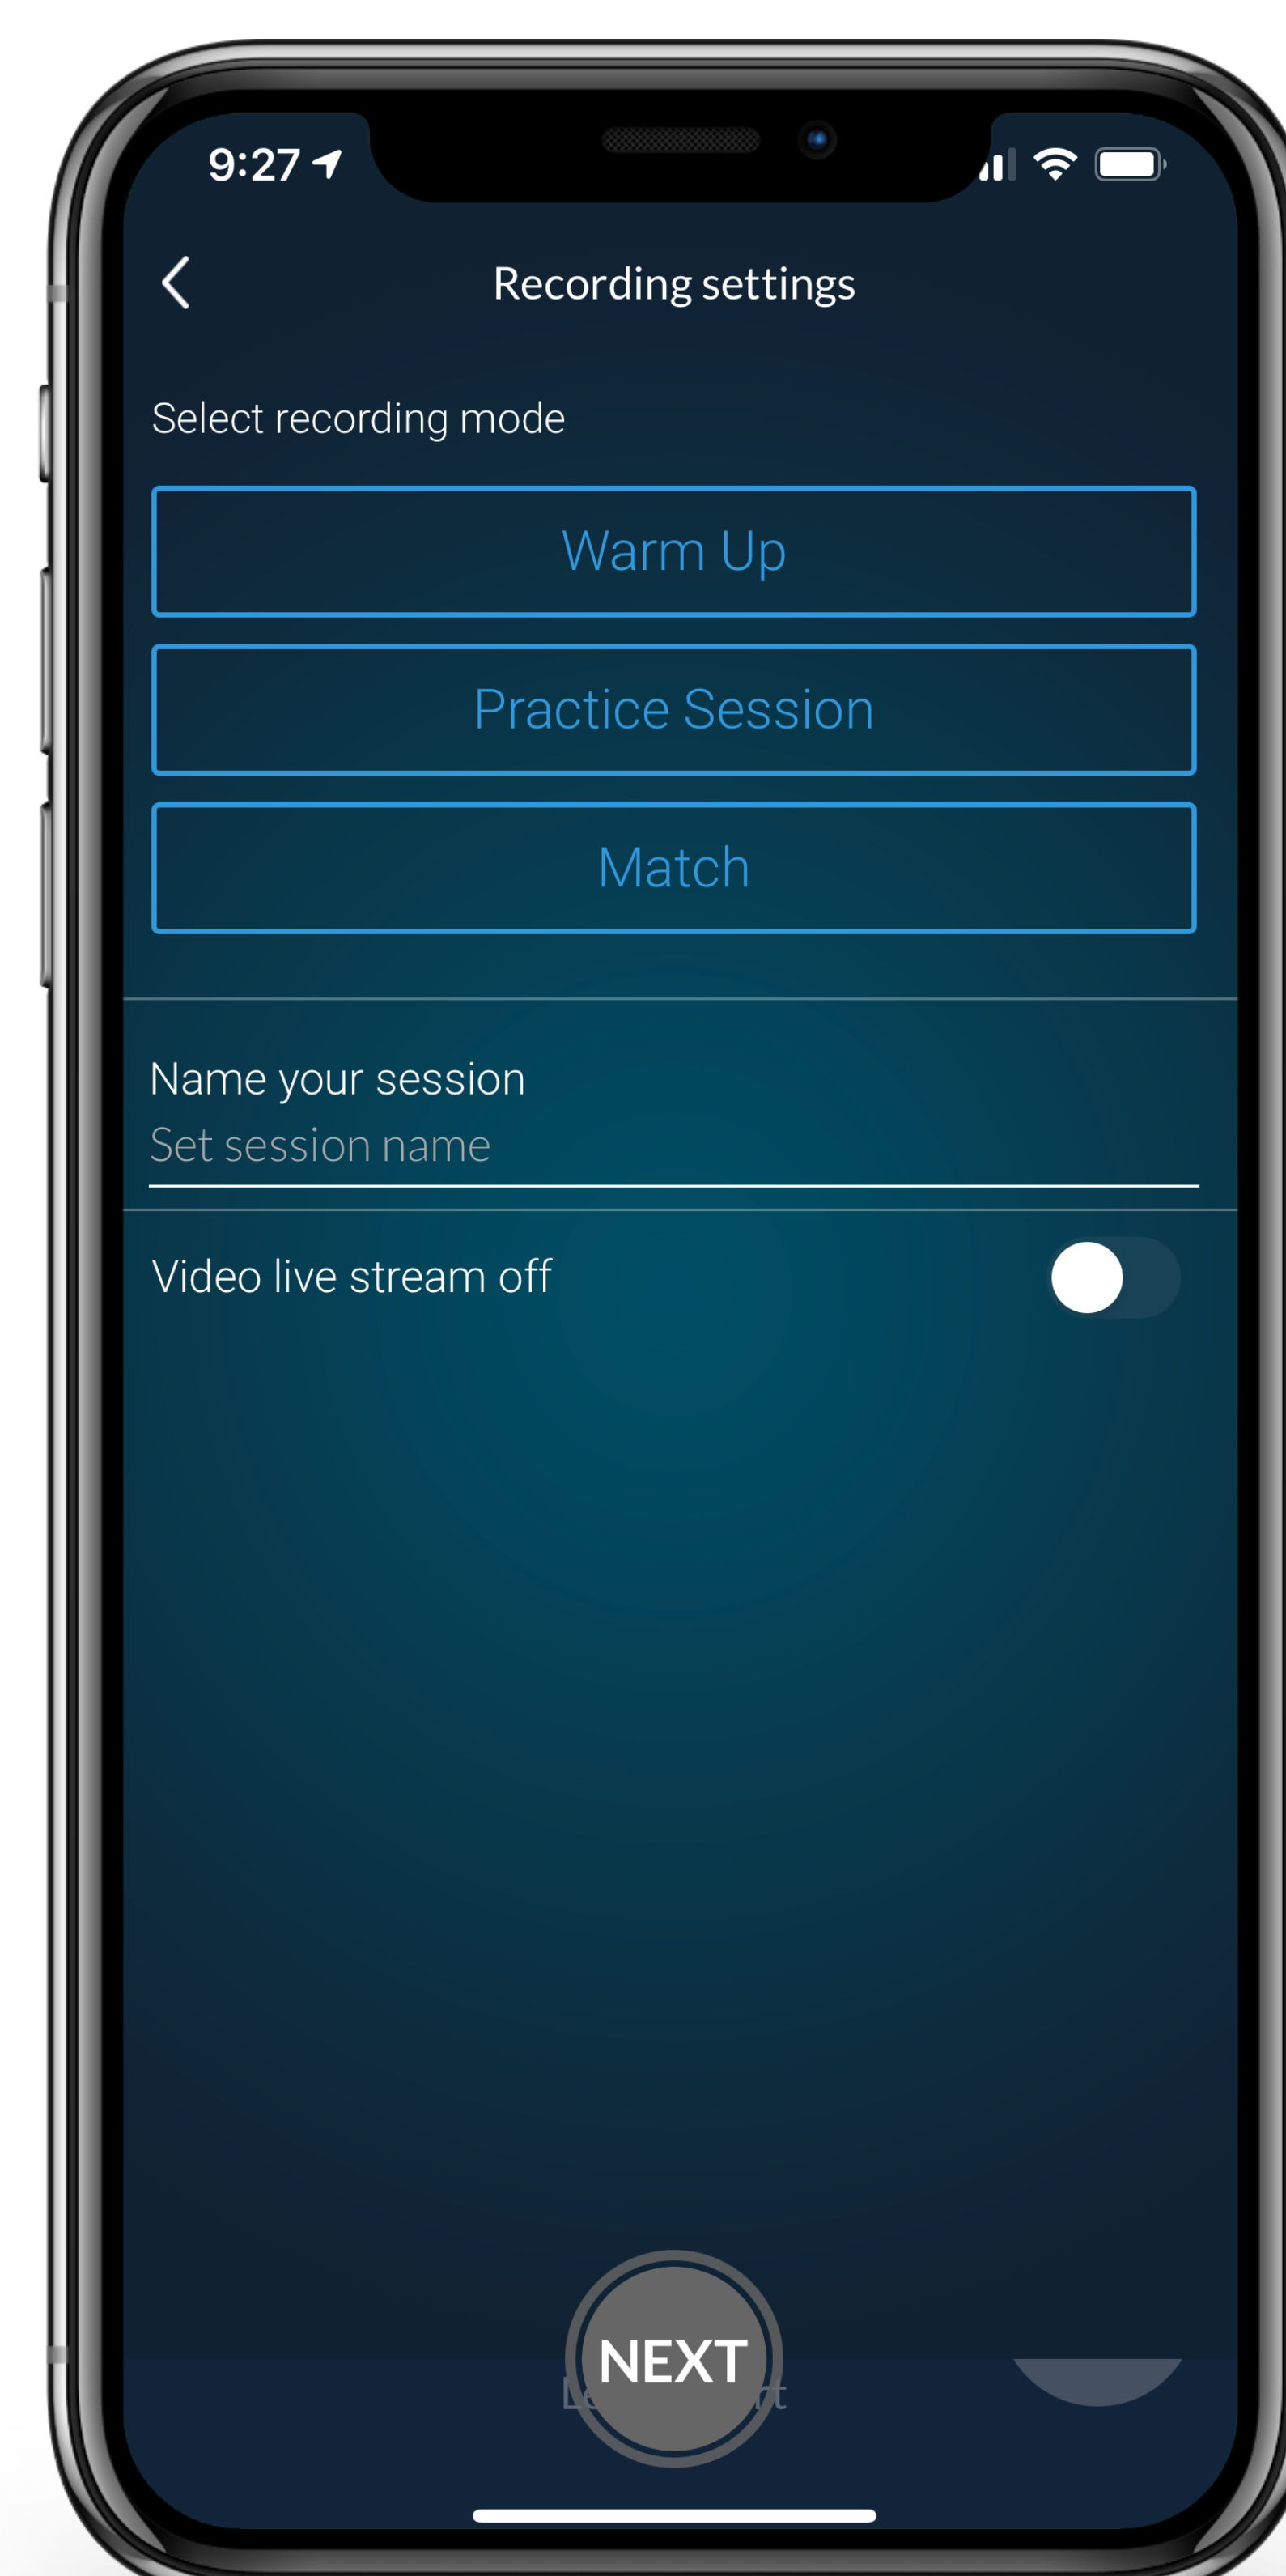 9:27
Recording settings
Select recording mode
Warm Up
Practice Session
Match
Name your session
Set session name
Video live stream off
NEXT